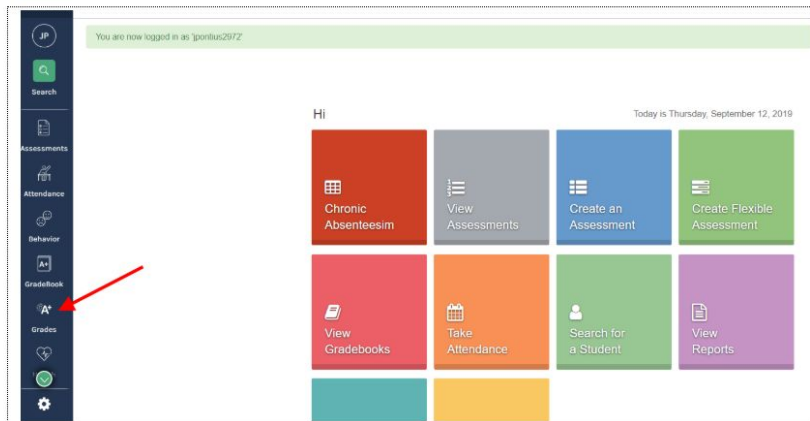 JP
You are now logged in as 'jpontius2972'
Search
Hi
Today is Thursday, September 12, 2019
Assessments
Attendance
Behavior
A+
GradeBook
A+
Grades
Chronic
Absenteesim
View
Assessments
Create an
Assessment
Create Flexible
Assessment
View
Gradebooks
Take
Attendance
Search for
a Student
View
Reports